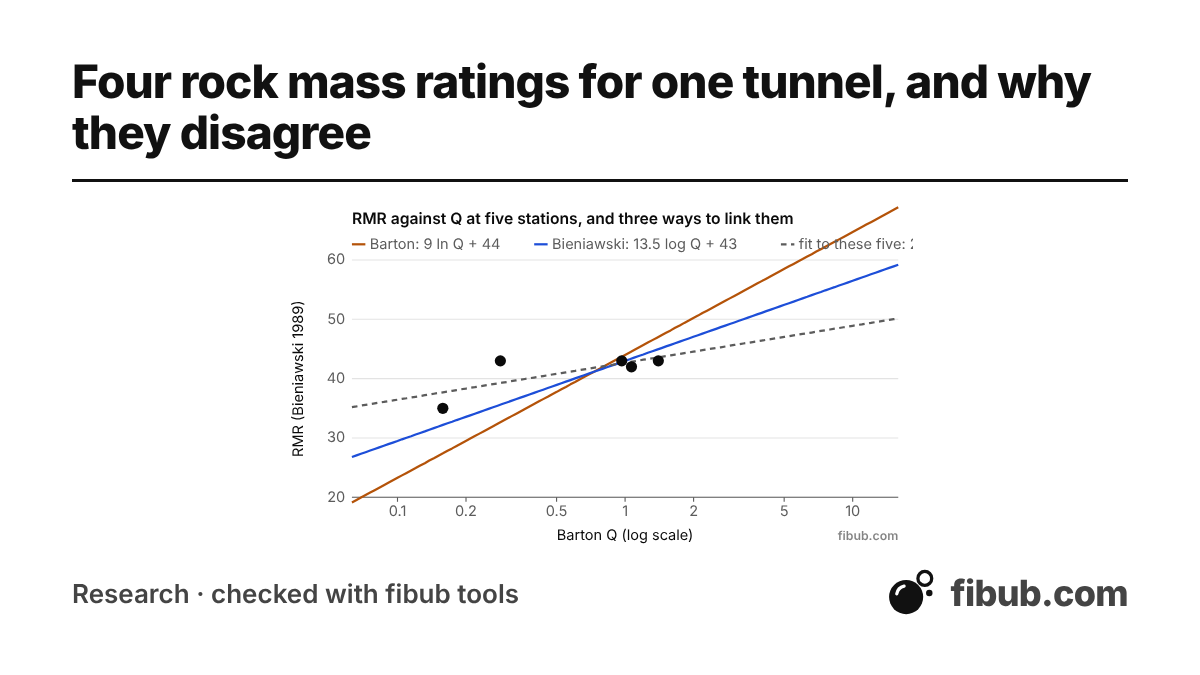 Four rock mass ratings for one tunnel, and why
they disagree
RMR against Q at five stations, and three ways to link them
Barton: 9 ln Q + 44 Bieniawski: 13.5 log Q + 43 fit to these five:
60
50
40
30
20
RMR (Bieniawski 1989)
0.1 0.2 0.5 1 2 5 10
Barton Q (log scale)
fibub.com
Research · checked with fibub tools
fibub.com